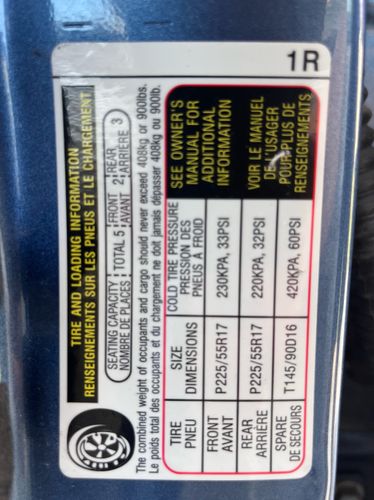 1R
TIRE AND LOADING INFORMATION
RENSEIGNEMENTS SUR LES PNEUS ET LE CHARGEMENT
SEATING CAPACITY
NOMBRE DE PLACES
TOTAL 5
FRONT
AVANT 2
REAR
ARRIÈRE 3
The combined weight of occupants and cargo should never exceed 408kg or 900lbs.
Le poids total des occupants et du chargement ne doit jamais dépasser 408kg ou 900lb.
TIRE
PNEU
SIZE
DIMENSIONS
COLD TIRE PRESSURE
PRESSION DES
PNEUS À FROID
SEE OWNER'S
MANUAL FOR
ADDITIONAL
INFORMATION
FRONT
AVANT
P225/55R17
230KPA, 33PSI
REAR
ARRIÈRE
P225/55R17
220KPA, 32PSI
VOIR LE MANUEL
DE L'USAGER
POUR PLUS DE
RENSEIGNEMENTS
SPARE
DE SECOURS
T145/90D16
420KPA, 60PSI